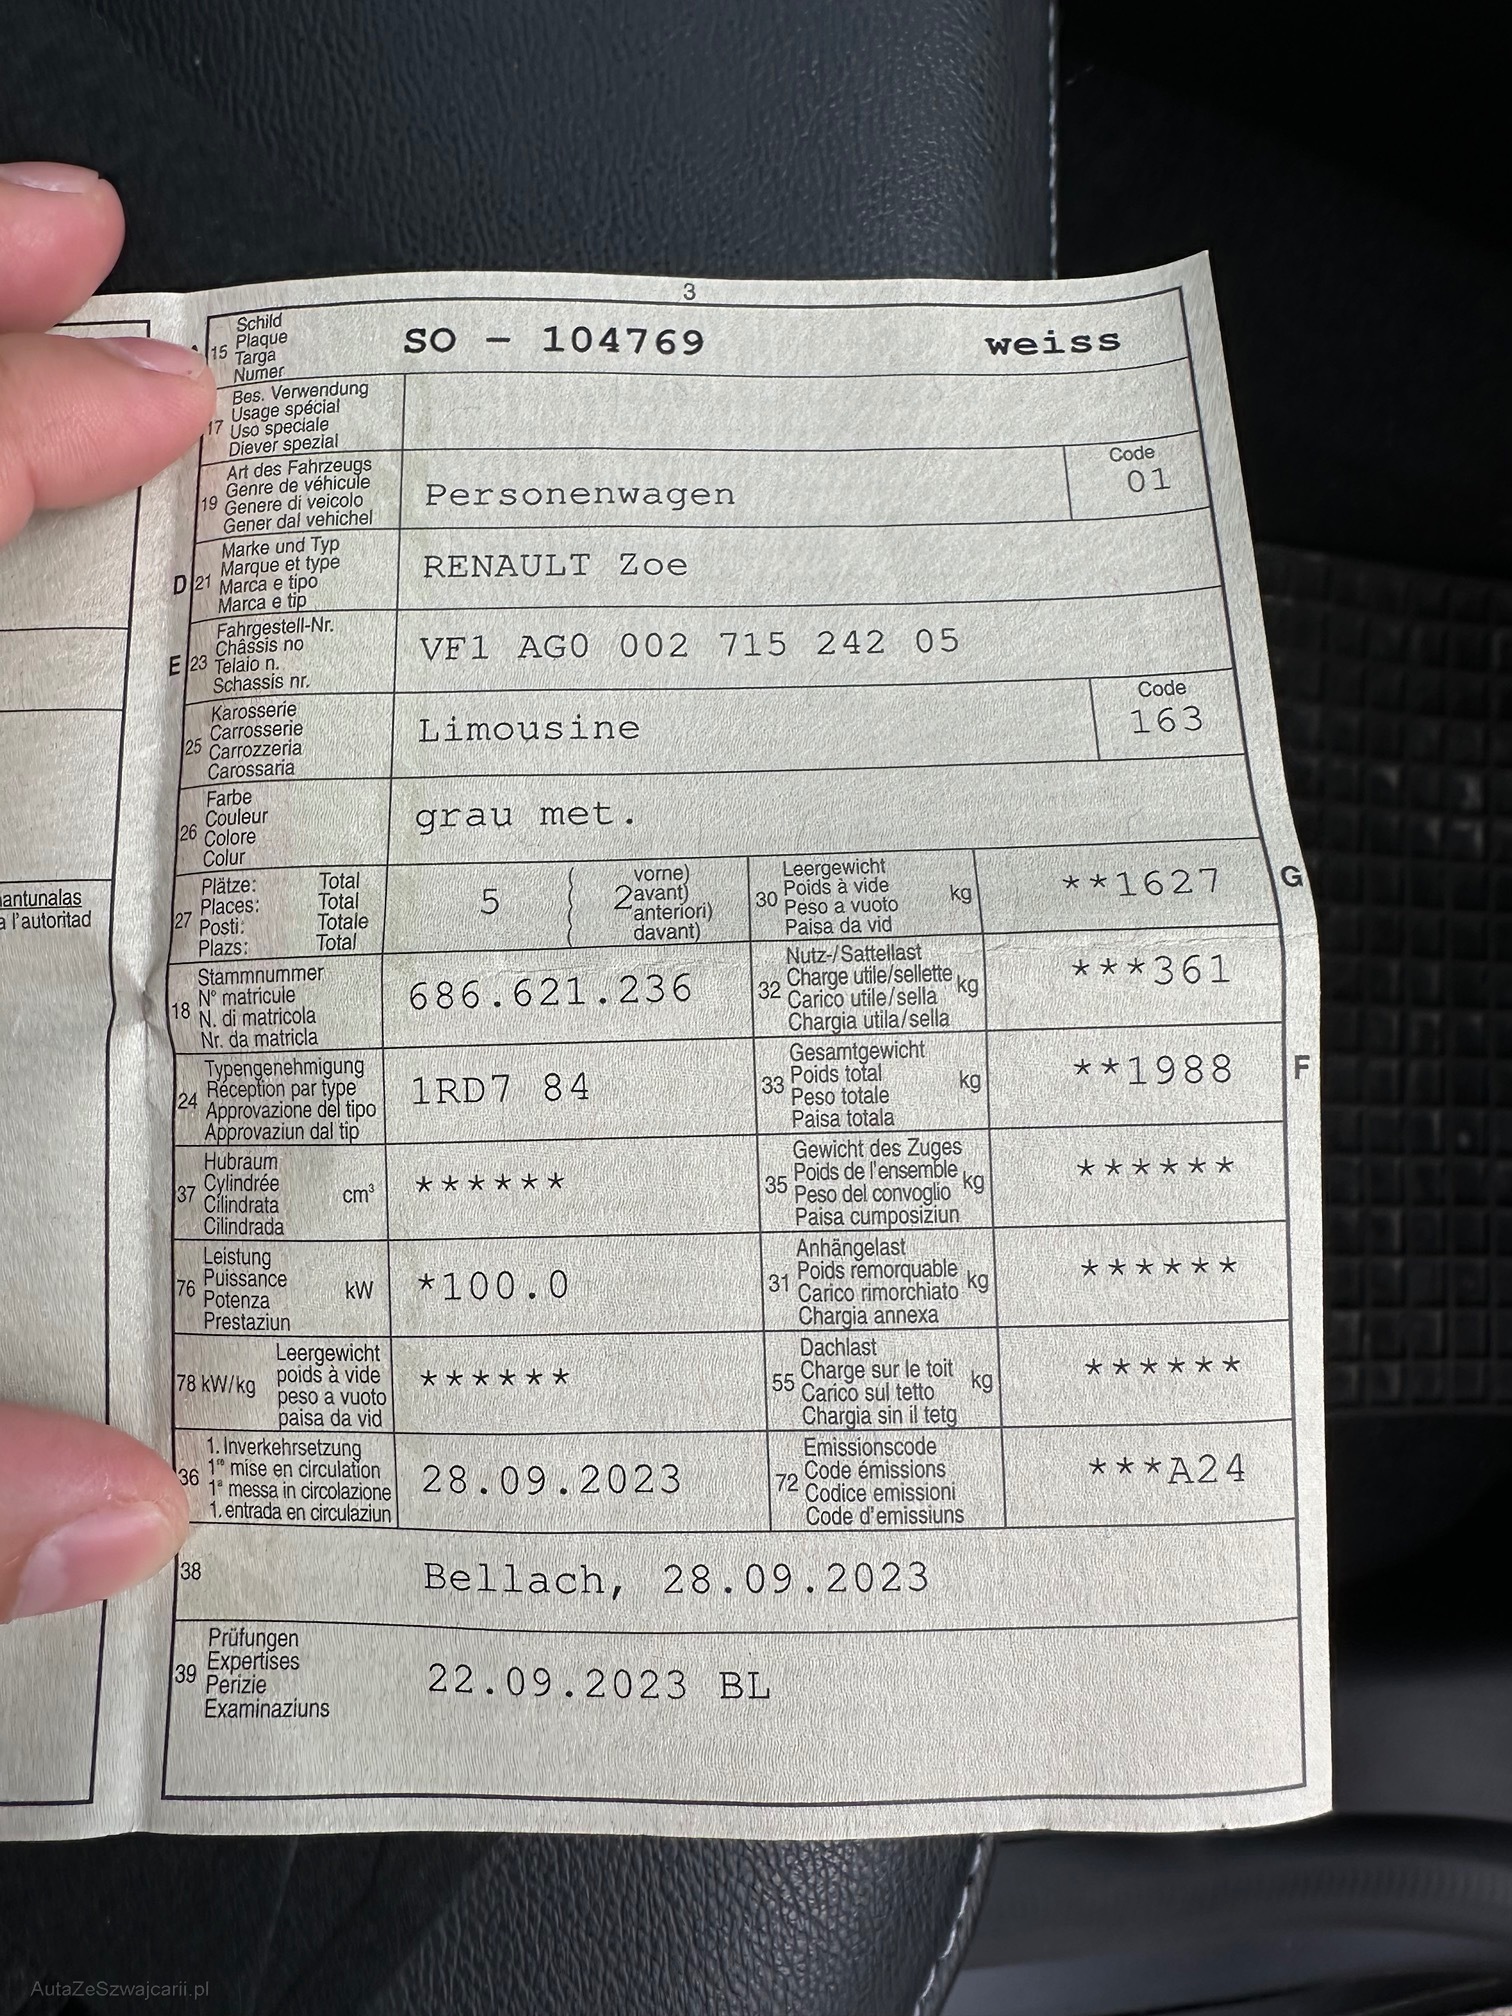 3
15 Schild
Plaque
Targa
Numer
SO - 104769 weiss
17 Bes. Verwendung
Usage spécial
Uso speciale
Diever spezial
19 Art des Fahrzeugs
Genre de véhicule
Genere di veicolo
Gener dal vehichel
Personenwagen
Code
01
D 21 Marke und Typ
Marque et type
Marca e tipo
Marca e tip
RENAULT Zoe
E 23 Fahrgestell-Nr.
Châssis no
Telaio n.
Schassis nr.
VF1 AG0 002 715 242 05
25 Karosserie
Carrosserie
Carrozzeria
Carossaria
Limousine
Code
163
26 Farbe
Couleur
Colore
Colur
grau met.
27 Plätze: Total
Places: Total
Posti: Totale
Plazs: Total
5 ( 2 vorne)
avant)
anteriori)
davant)
30 Leergewicht
Poids à vide
Peso a vuoto
Paisa da vid
kg **1627 G
antunalas
a l'autoritad
18 Stammnummer
N° matricule
N. di matricola
Nr. da matricla
686.621.236
32 Nutz-/Sattellast
Charge utile/sellette
Carico utile/sella
Chargia utila/sella
kg ***361
24 Typengenehmigung
Réception par type
Approvazione del tipo
Approvaziun dal tip
1RD7 84
33 Gesamtgewicht
Poids total
Peso totale
Paisa totala
kg **1988 F
37 Hubraum
Cylindrée
Cilindrata
Cilindrada
cm³ ******
35 Gewicht des Zuges
Poids de l'ensemble
Peso del convoglio
Paisa cumposiziun
kg ******
76 Leistung
Puissance
Potenza
Prestaziun
kW *100.0
31 Anhängelast
Poids remorquable
Carico rimorchiato
Chargia annexa
kg ******
78 kW/kg Leergewicht
poids à vide
peso a vuoto
paisa da vid
******
55 Dachlast
Charge sur le toit
Carico sul tetto
Chargia sin il tetg
kg ******
36 1. Inverkehrsetzung
1re mise en circulation
1a messa in circolazione
1. entrada en circulaziun
28.09.2023
72 Emissionscode
Code émissions
Codice emissioni
Code d'emissiuns
***A24
38 Bellach, 28.09.2023
39 Prüfungen
Expertises
Perizie
Examinaziuns
22.09.2023 BL
AutaZeSzwajcarii.pl